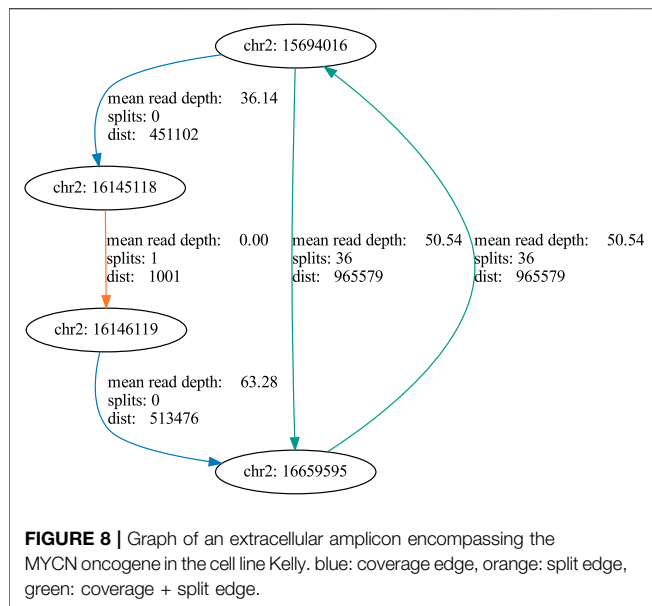 chr2: 15694016
mean read depth: 36.14
splits: 0
dist: 451102
chr2: 16145118
mean read depth: 0.00
splits: 1
dist: 1001
mean read depth: 50.54
splits: 36
dist: 965579
mean read depth: 50.54
splits: 36
dist: 965579
chr2: 16146119
mean read depth: 63.28
splits: 0
dist: 513476
chr2: 16659595
FIGURE 8 | Graph of an extracellular amplicon encompassing the
MYCN oncogene in the cell line Kelly. blue: coverage edge, orange: split edge,
green: coverage + split edge.